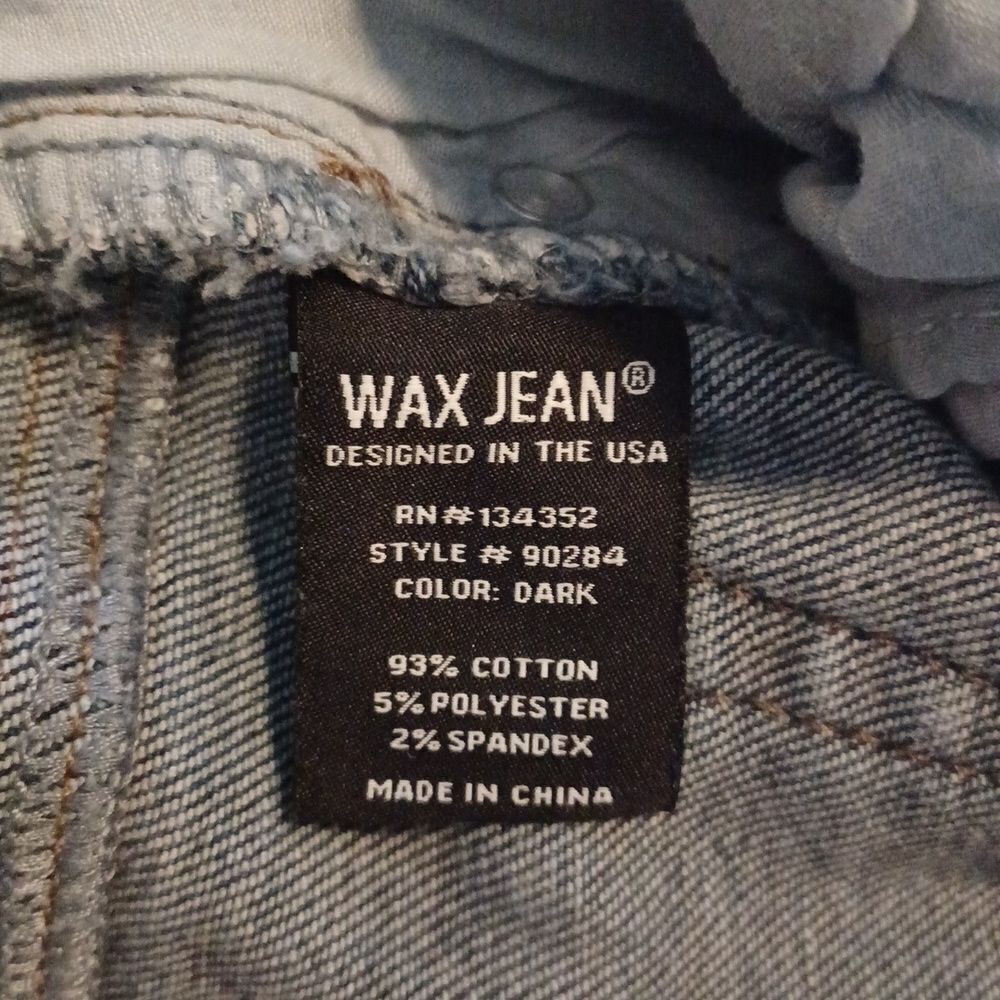 WAX JEAN®
DESIGNED IN THE USA
RN#134352
STYLE # 90284
COLOR: DARK
93% COTTON
5% POLYESTER
2% SPANDEX
MADE IN CHINA